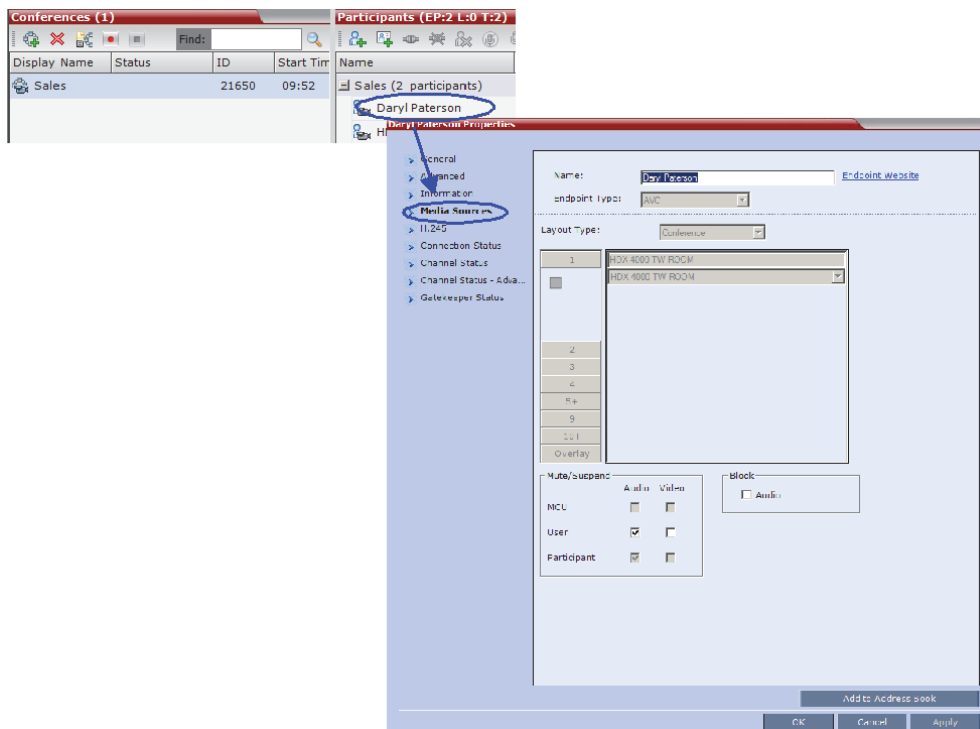 Conferences (1)
Find:
Display Name Status ID Start Tim
Sales 21650 09:52
Participants (EP:2 L:0 T:2)
Name
Sales (2 participants)
Daryl Paterson
Daryl Paterson Properties
General
Advanced
Information
Media Sources
H.245
Connection Status
Channel Status
Channel Status - Adva...
Gatekeeper Status
Name: Daryl Paterson Endpoint Website
Endpoint Type: AVC
Layout Type: Conference
1 HDX 4000 TW ROOM
HDX 4000 TW ROOM
2
3
4
5+
9
10+
Overlay
Mute/Suspend
Audio Video
MCU
User
Participant
Block
Audio
Add to Address Book
OK Cancel Apply